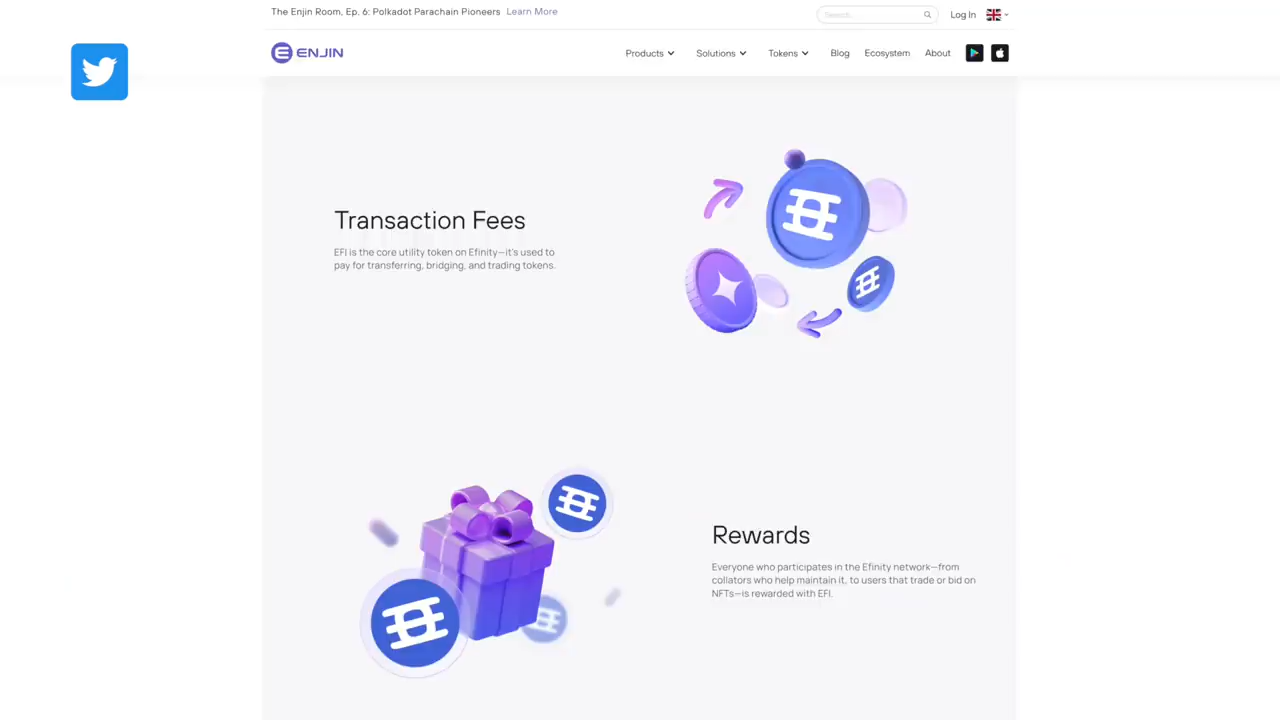 The Enjin Room, Ep. 6: Polkadot Parachain Pioneers Learn More
Search...
Log In
ENJIN
Products
Solutions
Tokens
Blog
Ecosystem
About
Transaction Fees
EFI is the core utility token on Efinity—it's used to
pay for transferring, bridging, and trading tokens.
Rewards
Everyone who participates in the Efinity network—from
collators who help maintain it, to users that trade or bid on
NFTs—is rewarded with EFI.